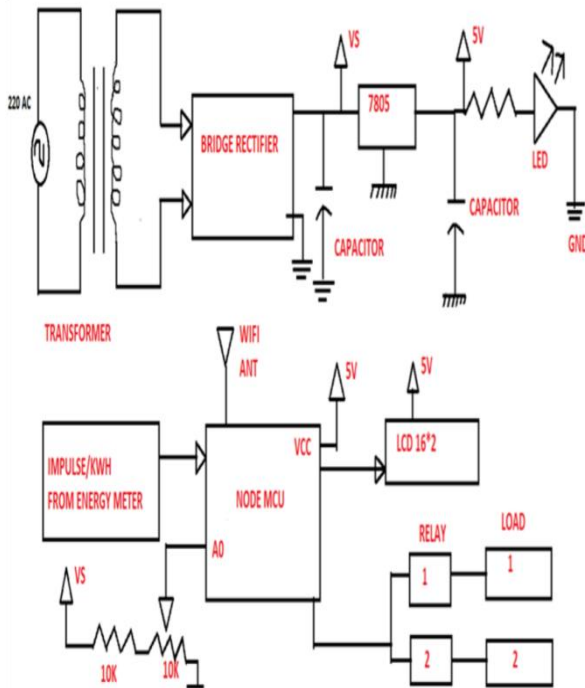 220 AC
VS
5V
7805
BRIDGE RECTIFIER
LED
CAPACITOR
CAPACITOR
GND
TRANSFORMER
WIFI
ANT
5V
5V
VCC
LCD 16*2
IMPULSE/KWH
FROM ENERGY METER
NODE MCU
A0
RELAY
LOAD
1
1
VS
10K
10K
2
2